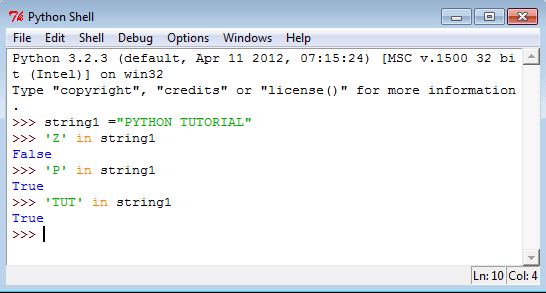 Python Shell
File Edit Shell Debug Options Windows Help
Python 3.2.3 (default, Apr 11 2012, 07:15:24) [MSC v.1500 32 bi
t (Intel)] on win32
Type "copyright", "credits" or "license()" for more information
.
>>> string1 ="PYTHON TUTORIAL"
>>> 'Z' in string1
False
>>> 'P' in string1
True
>>> 'TUT' in string1
True
>>>
Ln: 10 Col: 4